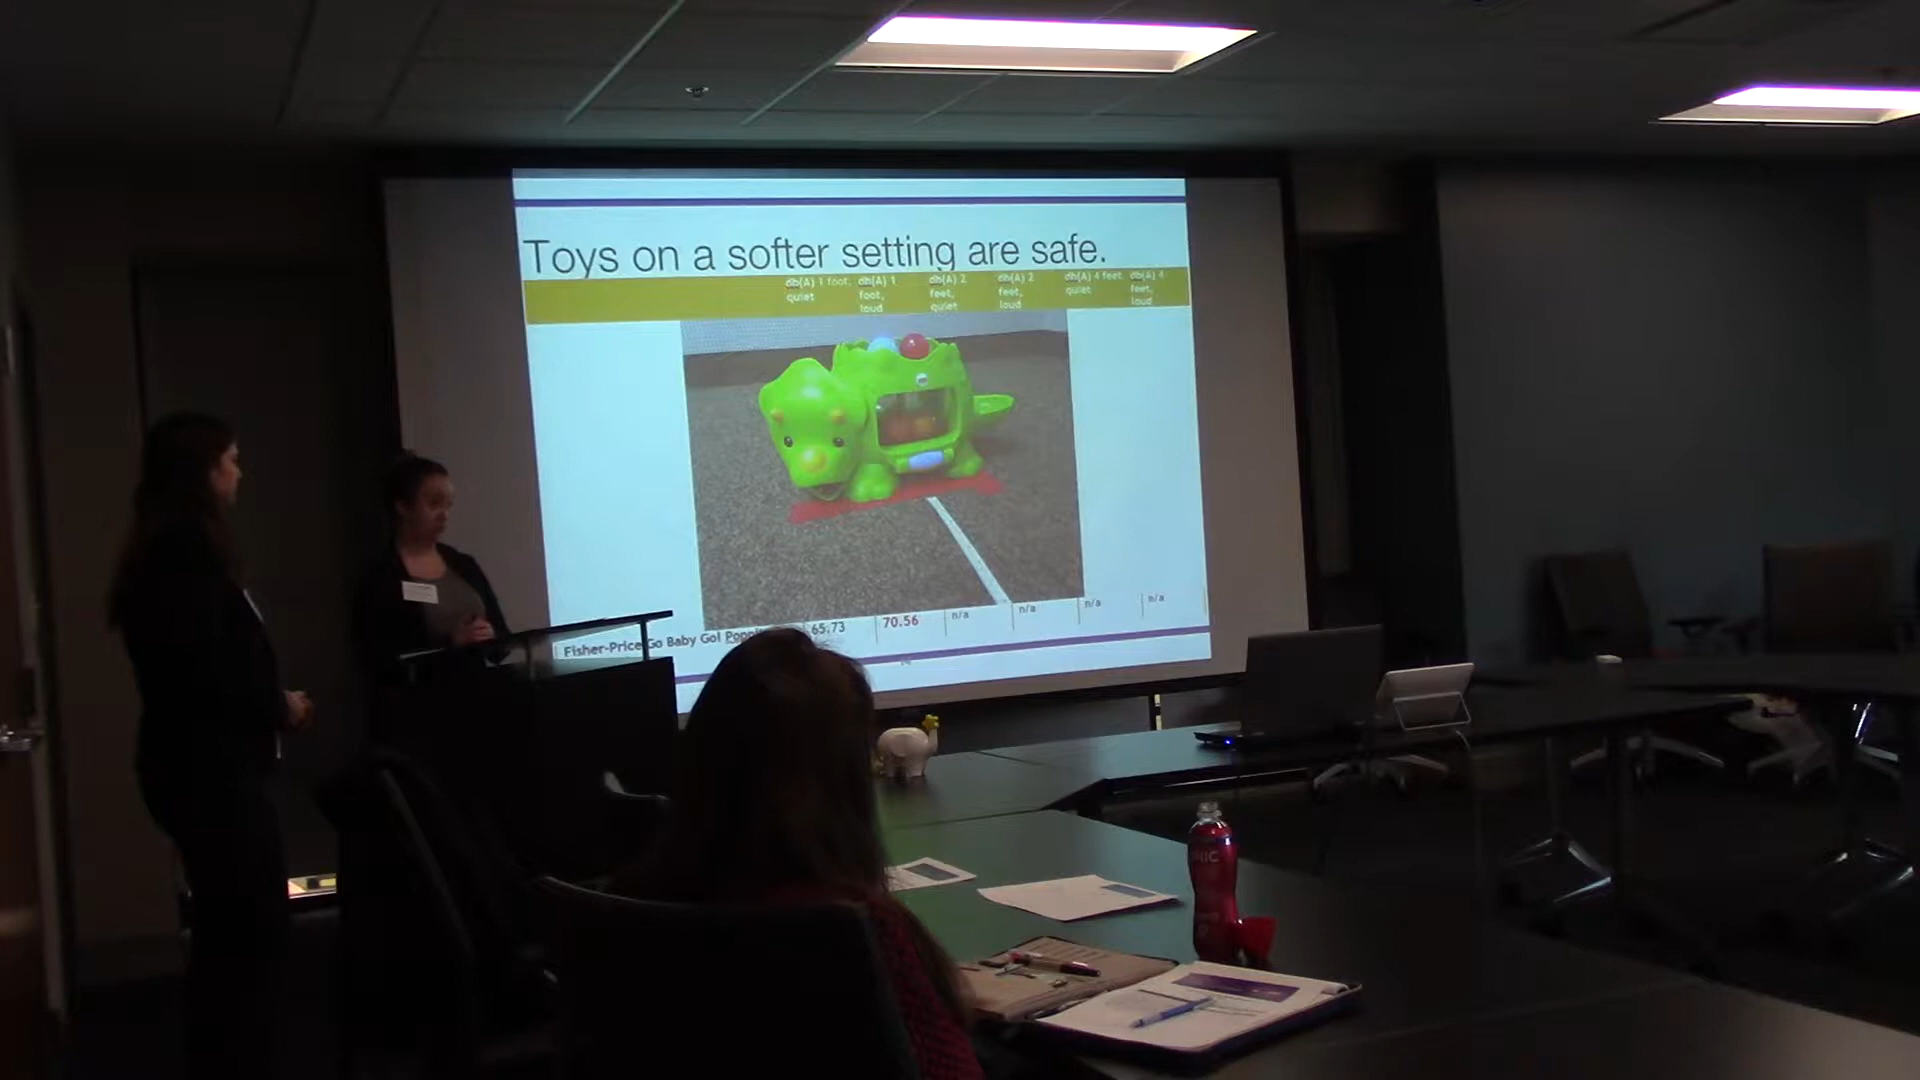 Toys on a softer setting are safe.
db(A) 1 foot, quiet
db(A) 1 foot, loud
db(A) 2 feet, quiet
db(A) 2 feet, loud
db(A) 4 feet, quiet
db(A) 4 feet, loud
Fisher-Price Go Baby Go! 65.73 70.56 n/a n/a n/a n/a